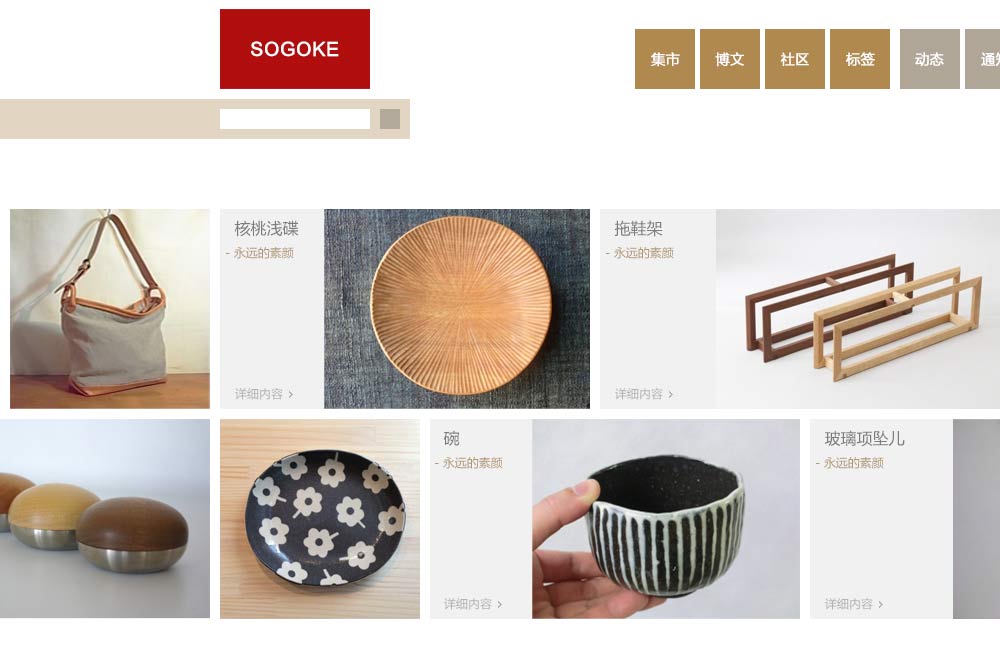 SOGOKE
集市 博文 社区 标签 动态
核桃浅碟
- 永远的素颜
详细内容 >
拖鞋架
- 永远的素颜
详细内容 >
碗
- 永远的素颜
详细内容 >
玻璃项坠儿
- 永远的素颜
详细内容 >